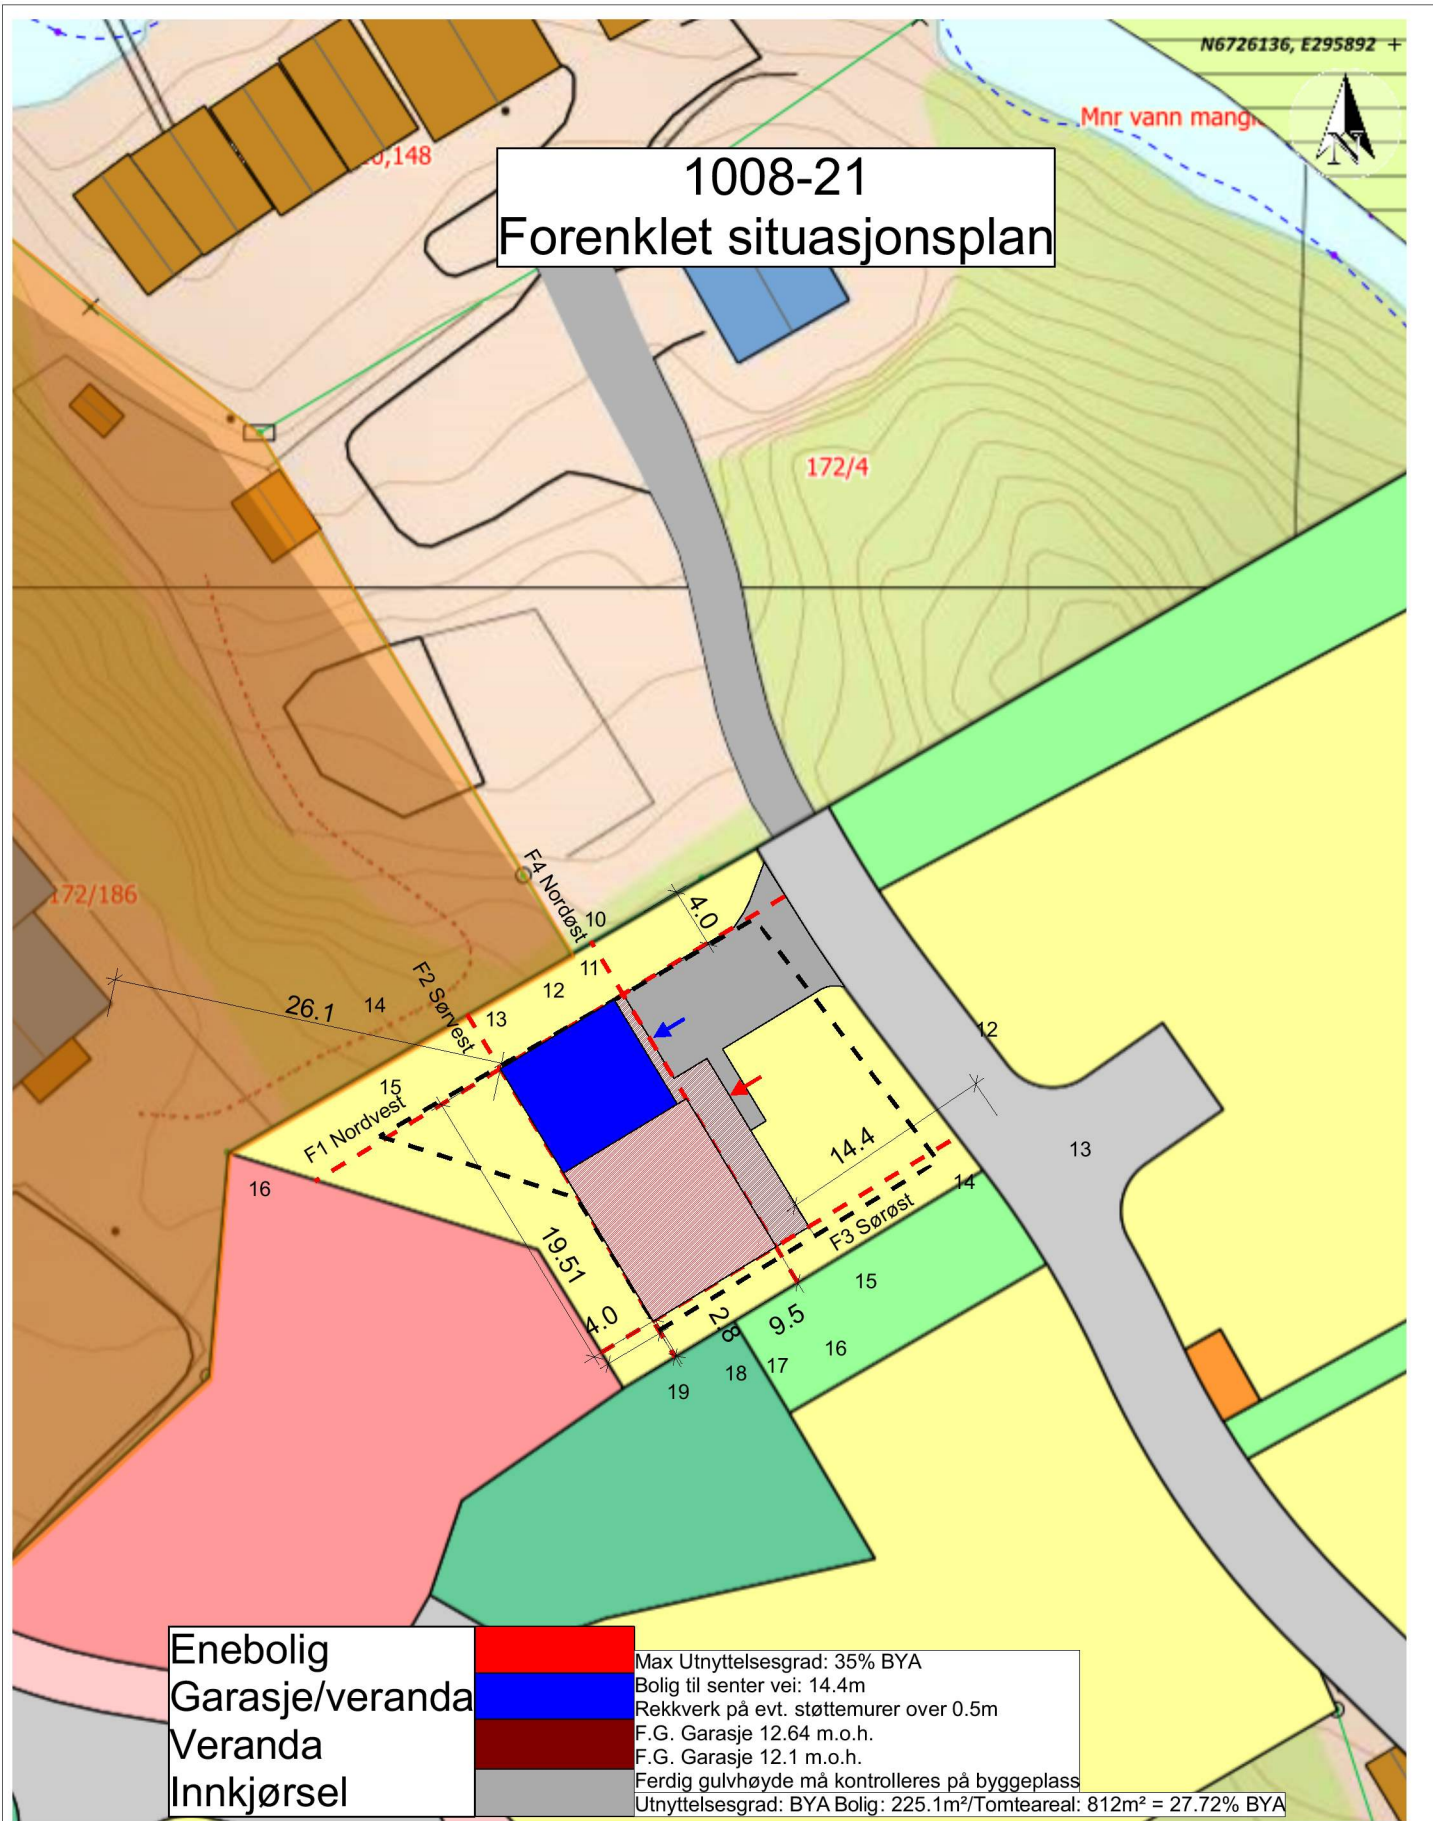 N6726136, E295892
Mnr vann
1008-21
Forenklet situasjonsplan
172/4
172/186
F4 Nordøst
10
4.0
11
F2 Sørvest
12
26.1
14
13
12
15
F1 Nordvest
14.4
13
16
14
F3 Sørøst
19.51
15
4.0
2.8
9.5
16
17
18
19
Enebolig
Garasje/veranda
Veranda
Innkjørsel
Max Utnyttelsesgrad: 35% BYA
Bolig til senter vei: 14.4m
Rekkverk på evt. støttemurer over 0.5m
F.G. Garasje 12.64 m.o.h.
F.G. Garasje 12.1 m.o.h.
Ferdig gulvhøyde må kontrolleres på byggeplass
Utnyttelsesgrad: BYA Bolig: 225.1m²/Tomteareal: 812m² = 27.72% BYA
N